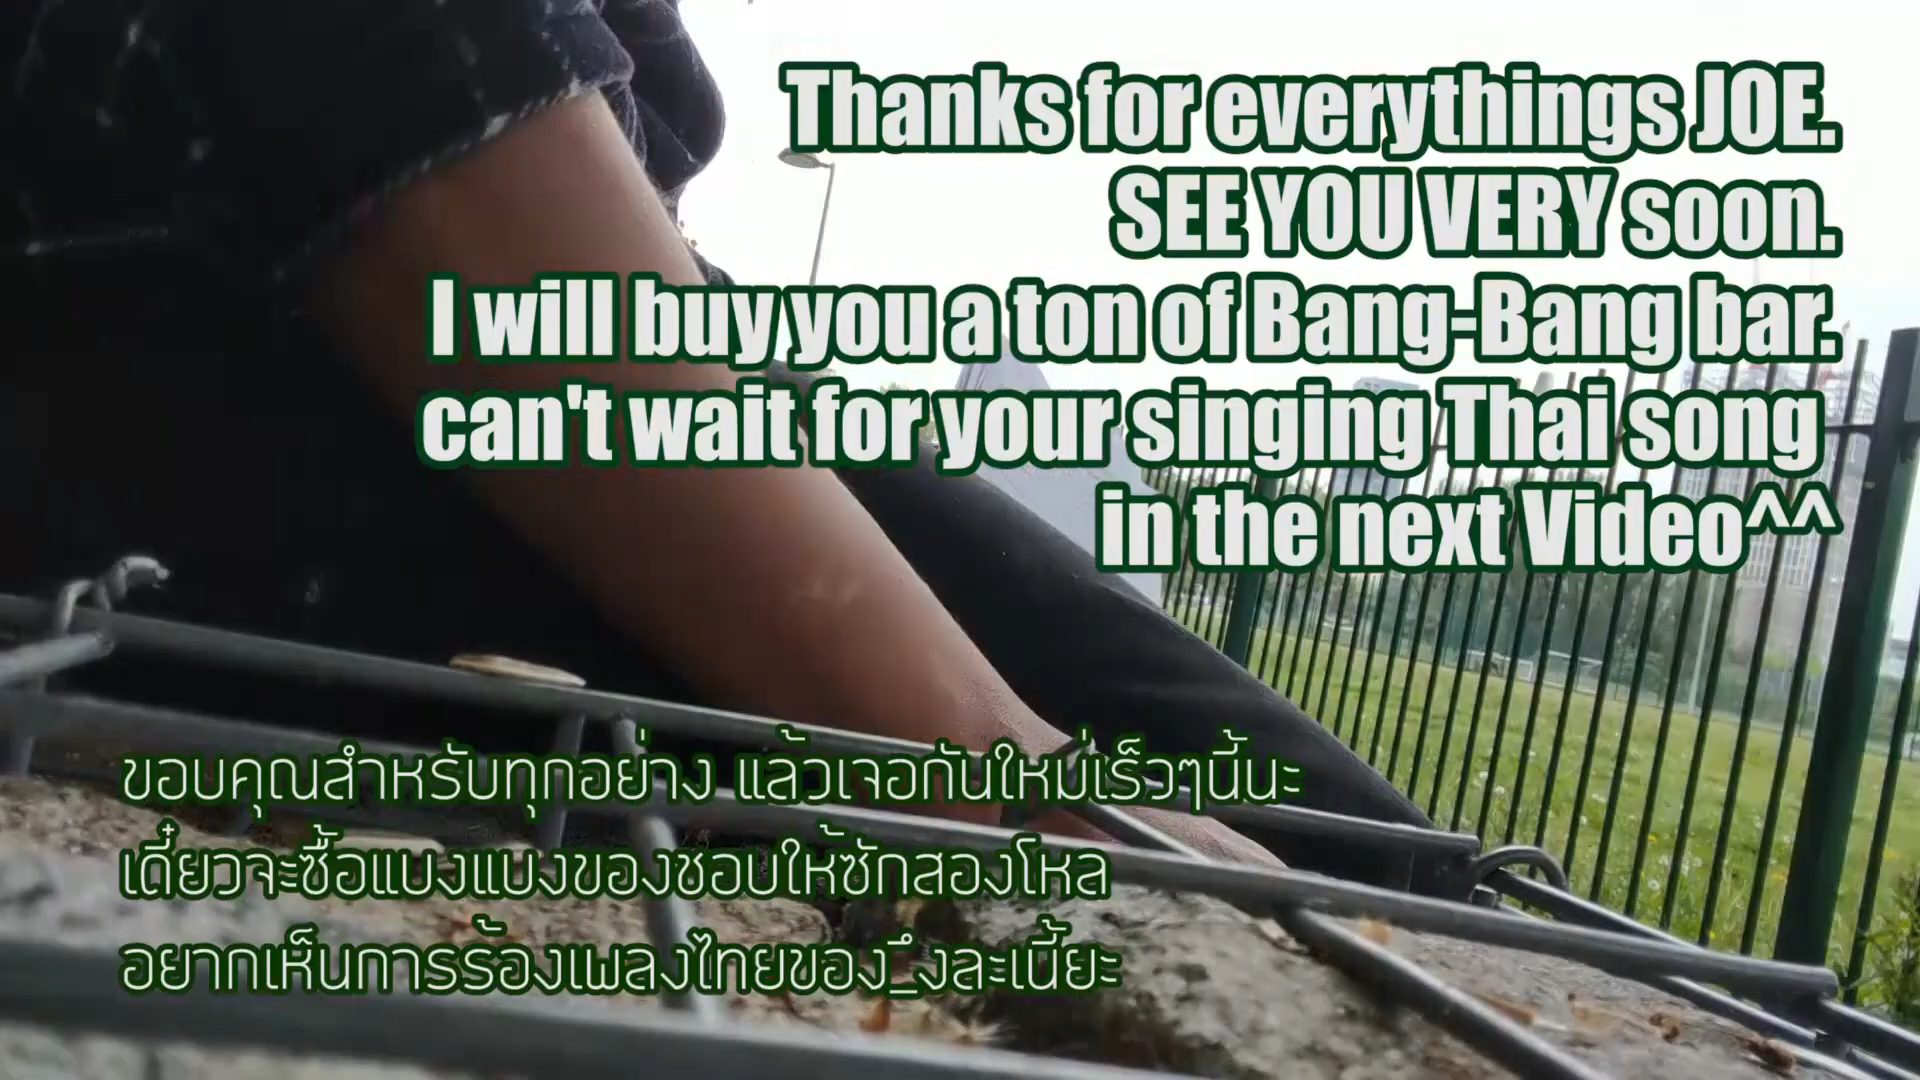 Thanks for everythings JOE.
SEE YOU VERY soon.
I will buy you a ton of Bang-Bang bar.
can't wait for your singing Thai song
in the next Video^^
ขอบคุณสำหรับทุกอย่าง แล้วเจอกันใหม่เร็วๆนี้นะ
เดี๋ยวจะซื้อแบงแบงของชอบให้ซักสองโหล
อยากเห็นการร้องเพลงไทยของ_ึงละเนี้ยะ